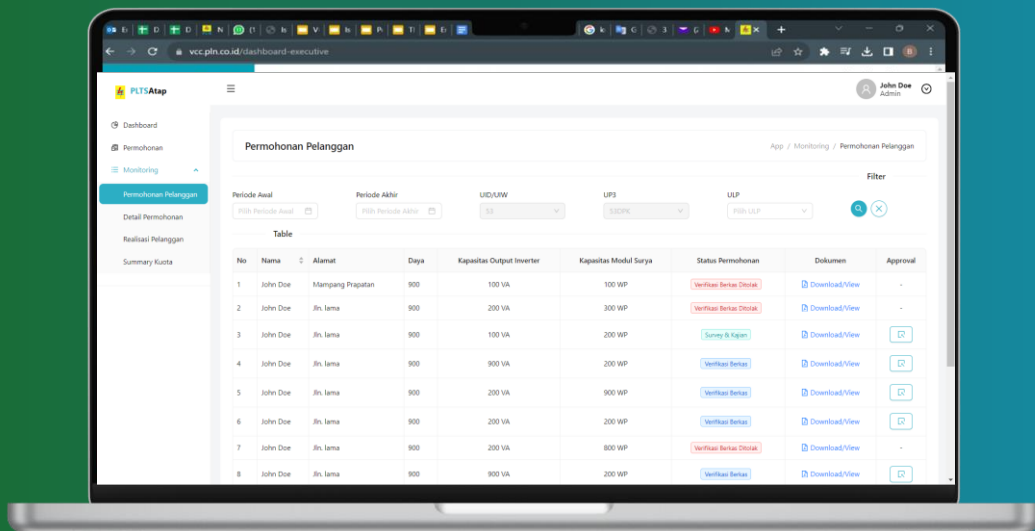 vcc.pln.co.id/dashboard-executive
PLTSAtap
John Doe
Admin
Dashboard
Permohonan
Monitoring
Permohonan Pelanggan
Detail Permohonan
Realisasi Pelanggan
Summary Kuota
Permohonan Pelanggan
App / Monitoring / Permohonan Pelanggan
Filter
Periode Awal Periode Akhir UID/UIW UP3 ULP
Pilih Periode Awal Pilih Periode Akhir 53 53DPK Pilih ULP
Table
No Nama Alamat Daya Kapasitas Output Inverter Kapasitas Modul Surya Status Permohonan Dokumen Approval
1 John Doe Mampang Prapatan 900 100 VA 100 WP Verifikasi Berkas Ditolak Download/View -
2 John Doe Jln. lama 900 200 VA 300 WP Verifikasi Berkas Ditolak Download/View -
3 John Doe Jln. lama 900 100 VA 200 WP Survey & Kajian Download/View
4 John Doe Jln. lama 900 900 VA 200 WP Verifikasi Berkas Download/View
5 John Doe Jln. lama 900 200 VA 900 WP Verifikasi Berkas Download/View
6 John Doe Jln. lama 900 200 VA 200 WP Verifikasi Berkas Download/View
7 John Doe Jln. lama 900 200 VA 800 WP Verifikasi Berkas Ditolak Download/View -
8 John Doe Jln. lama 900 900 VA 200 WP Verifikasi Berkas Download/View